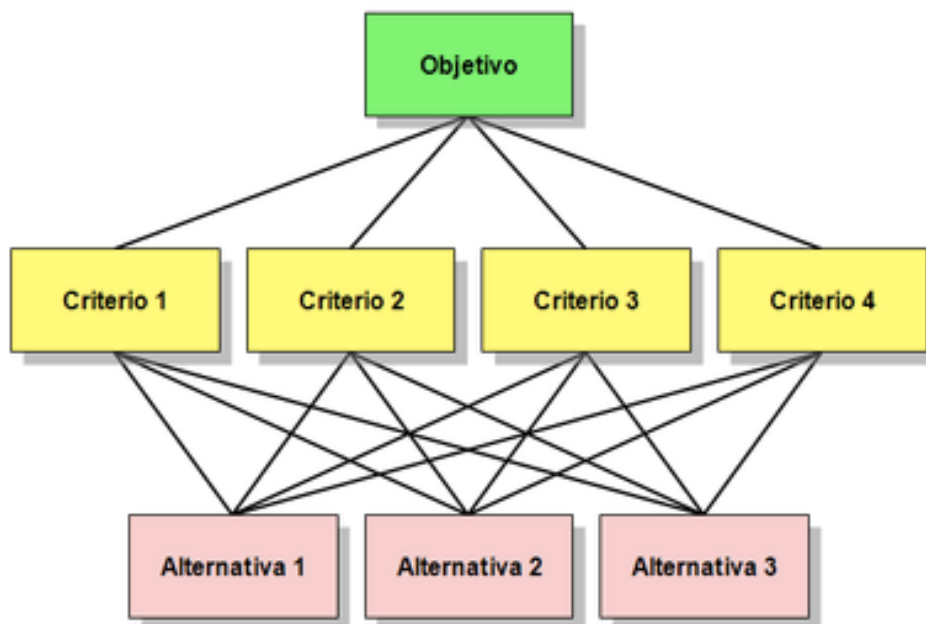 Objetivo
Criterio 1
Criterio 2
Criterio 3
Criterio 4
Alternativa 1
Alternativa 2
Alternativa 3